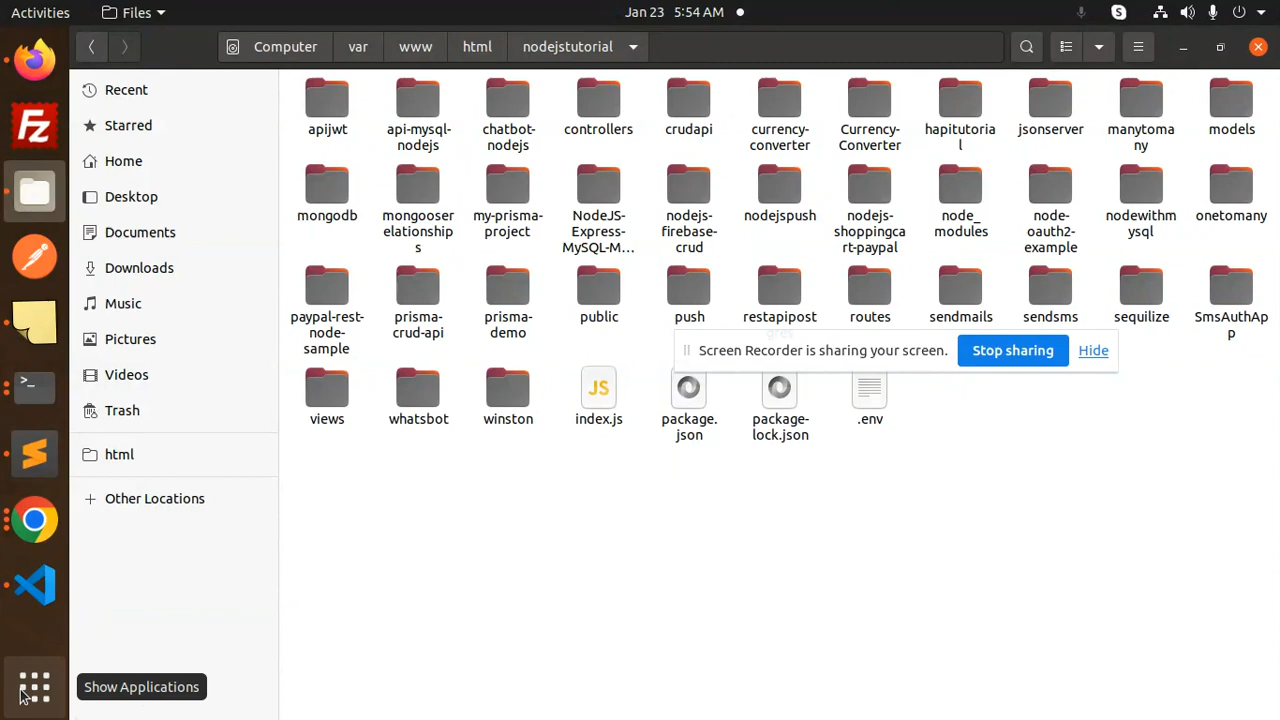 Activities
Files
Jan 23 5:54 AM
Computer
var
www
html
nodejstutorial
Recent
Starred
Home
Desktop
Documents
Downloads
Music
Pictures
Videos
Trash
html
Other Locations
apijwt
api-mysql-
nodejs
chatbot-
nodejs
controllers
crudapi
currency-
converter
Currency-
Converter
hapitutoria
l
jsonserver
manytoma
ny
models
mongodb
mongooser
elationship
s
my-prisma-
project
NodeJS-
Express-
MySQL-M...
nodejs-
firebase-
crud
nodejspush
nodejs-
shoppingca
rt-paypal
node_
modules
node-
oauth2-
example
nodewithm
ysql
onetomany
paypal-rest-
node-
sample
prisma-
crud-api
prisma-
demo
public
push
restapipost
gres
routes
sendmails
sendsms
sequilize
SmsAuthAp
p
Screen Recorder is sharing your screen.
Stop sharing
Hide
views
whatsbot
winston
JS
index.js
package.
json
package-
lock.json
.env
Show Applications